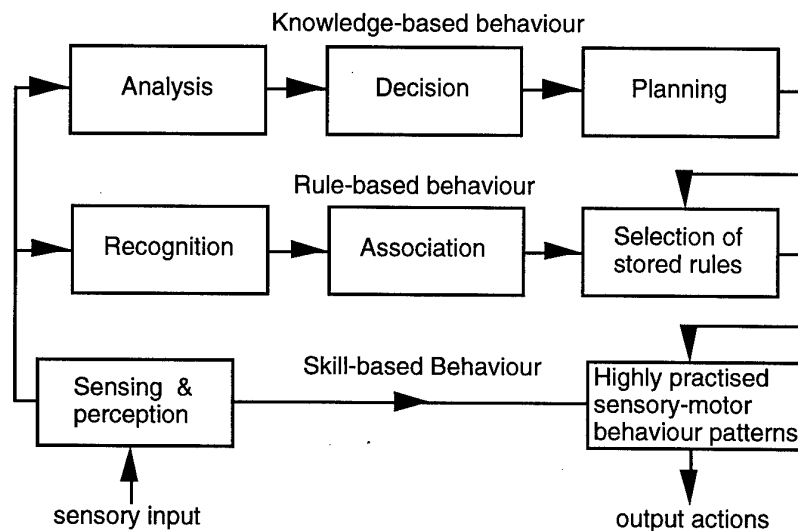 Knowledge-based behaviour
Analysis
Decision
Planning
Rule-based behaviour
Recognition
Association
Selection of
stored rules
Skill-based Behaviour
Sensing & 
perception
Highly practised
sensory-motor
behaviour patterns
sensory input
output actions